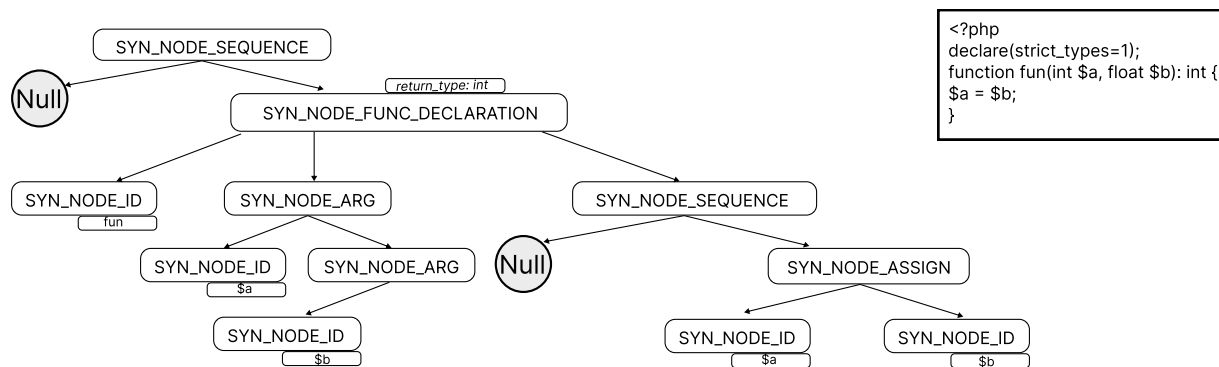 SYN_NODE_SEQUENCE
Null
return_type: int
SYN_NODE_FUNC_DECLARATION
<?php
declare(strict_types=1);
function fun(int $a, float $b): int {
$a = $b;
}
SYN_NODE_ID
fun
SYN_NODE_ARG
SYN_NODE_SEQUENCE
SYN_NODE_ID
$a
SYN_NODE_ARG
Null
SYN_NODE_ASSIGN
SYN_NODE_ID
$b
SYN_NODE_ID
$a
SYN_NODE_ID
$b